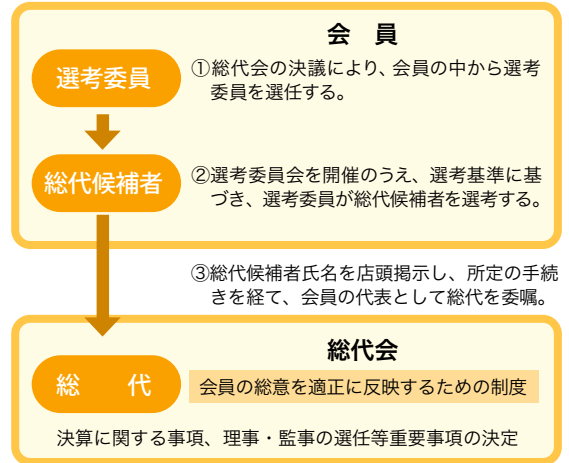 会　員
選考委員
①総代会の決議により、会員の中から選考
委員を選任する。
総代候補者
②選考委員会を開催のうえ、選考基準に基
づき、選考委員が総代候補者を選考する。
③総代候補者氏名を店頭掲示し、所定の手続
きを経て、会員の代表として総代を委嘱。
総代会
総　代
会員の総意を適正に反映するための制度
決算に関する事項、理事・監事の選任等重要事項の決定